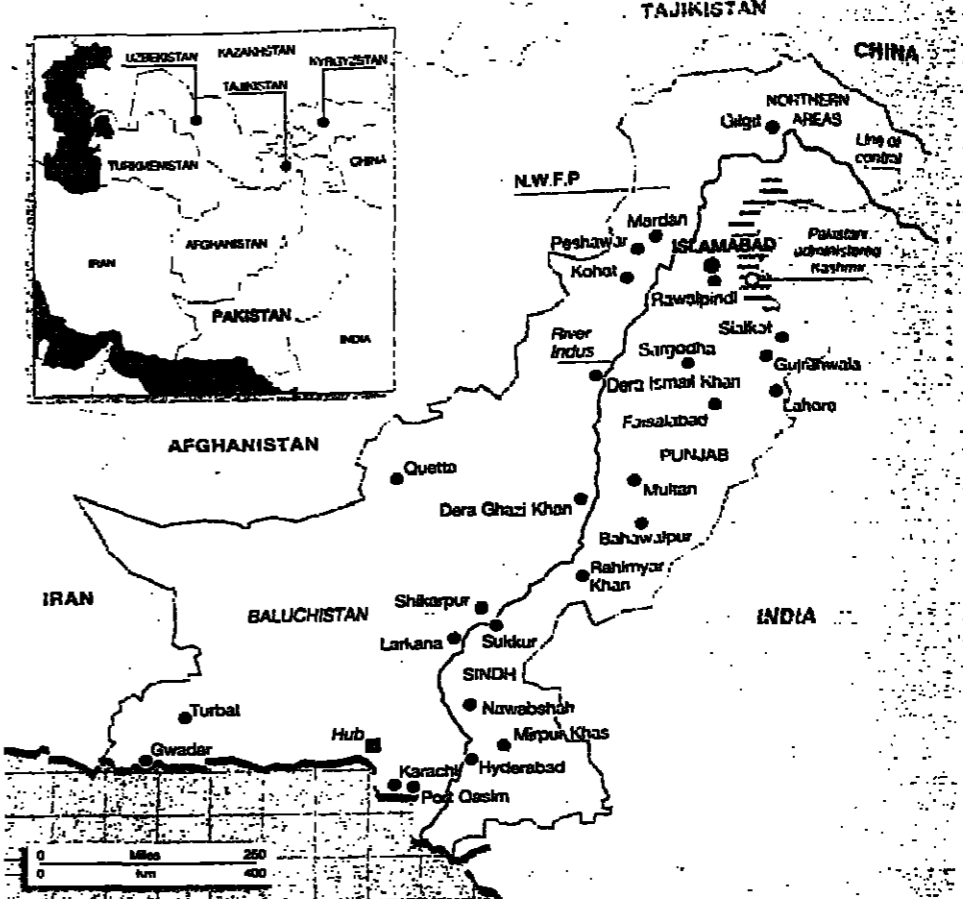 TAJIKISTAN
CHINA
UZBEKISTAN
KAZAKHSTAN
KYRGYZSTAN
TAJIKISTAN
TURKMENISTAN
CHINA
AFGHANISTAN
IRAN
PAKISTAN
INDIA
NORTHERN
AREAS
Gilgit
Line of
control
N.W.F.P
Mardan
Peshawar
ISLAMABAD
Pakistani
administered
Kashmir
Kohat
Rawalpindi
River
Indus
Sialkot
Sargodha
Gujranwala
Dera Ismail Khan
Lahore
Faisalabad
AFGHANISTAN
PUNJAB
Quetta
Multan
Dera Ghazi Khan
Bahawalpur
Rahimyar
Khan
IRAN
Shikarpur
BALUCHISTAN
INDIA
Larkana
Sukkur
SINDH
Turbat
Nawabshah
Hub
Mirpur Khas
Gwadar
Hyderabad
Karachi
Port Qasim
0 Miles 250
0 km 400